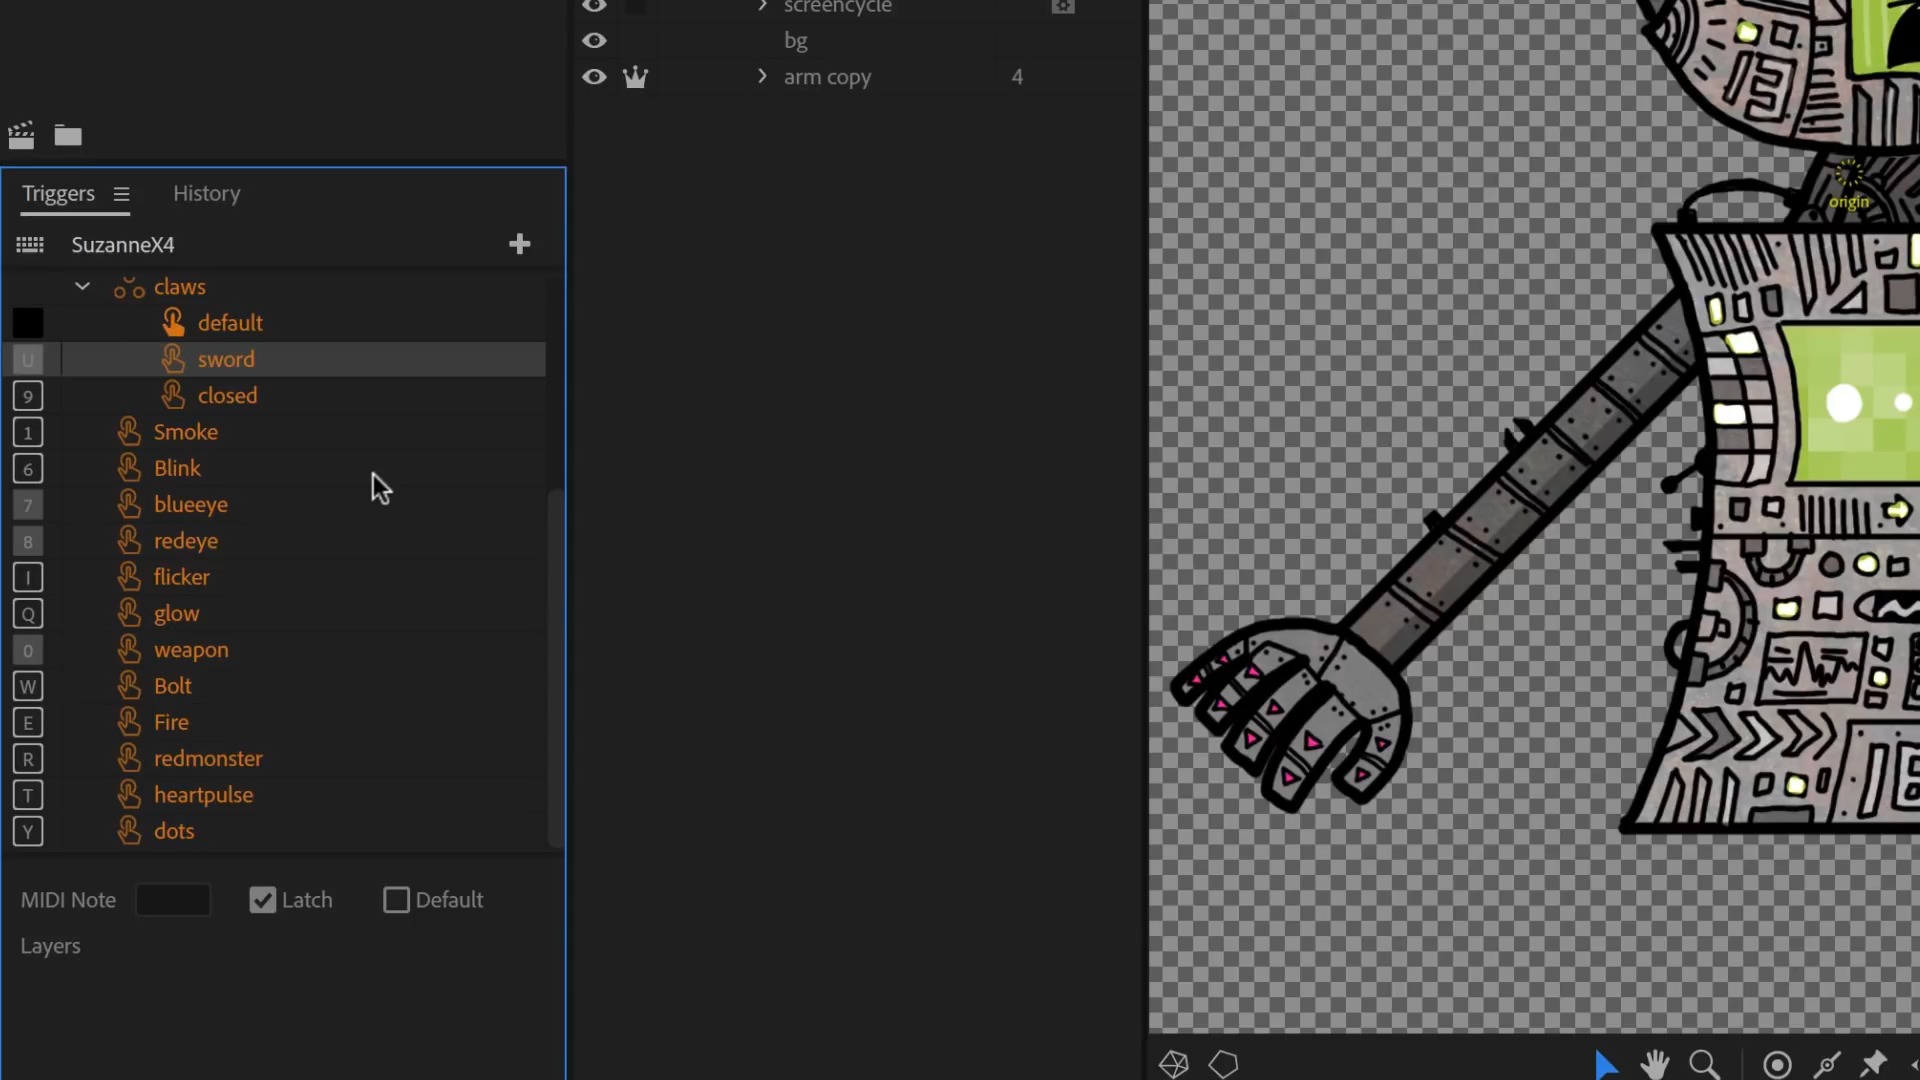 screencycle
bg
arm copy 4
Triggers History
SuzanneX4
claws
default
U sword
9 closed
1 Smoke
6 Blink
7 blueeye
8 redeye
I flicker
Q glow
0 weapon
W Bolt
E Fire
R redmonster
T heartpulse
Y dots
MIDI Note Latch Default
Layers
origin